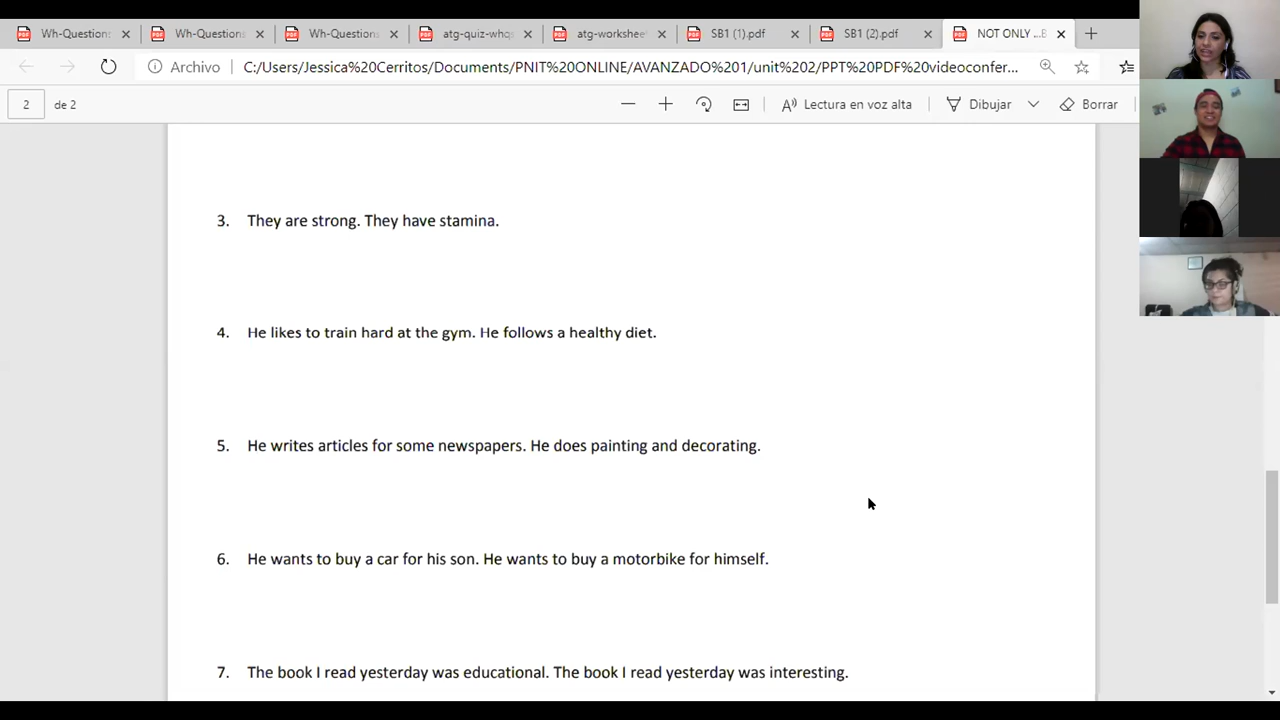 Wh-Question:
Wh-Questions
Wh-Questions
atg-quiz-whqs
atg-worksheet
SB1 (1).pdf
SB1 (2).pdf
NOT ONLY ...B
Archivo
C:/Users/Jessica%20Cerritos/Documents/PNIT%20ONLINE/AVANZADO%201/unit%202/PPT%20PDF%20videoconfer...
2 de 2
Lectura en voz alta
Dibujar
Borrar
3. They are strong. They have stamina.
4. He likes to train hard at the gym. He follows a healthy diet.
5. He writes articles for some newspapers. He does painting and decorating.
6. He wants to buy a car for his son. He wants to buy a motorbike for himself.
7. The book I read yesterday was educational. The book I read yesterday was interesting.